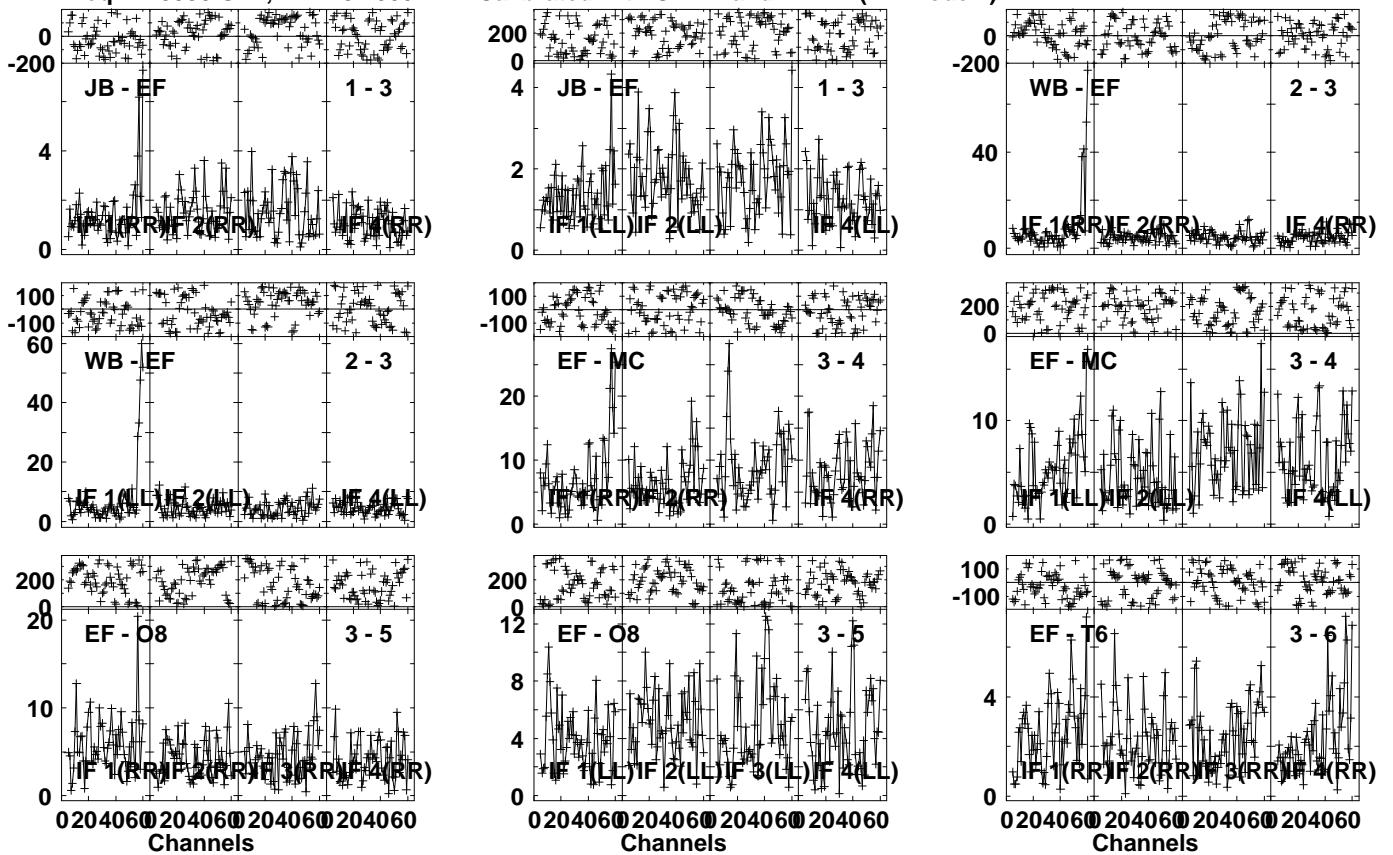 0
-200
JB - EF
1 - 3
4
0
IF 1(RR)
IF 2(RR)
IF 4(RR)
200
0
JB - EF
1 - 3
4
2
0
IF 1(LL)
IF 2(LL)
IF 4(LL)
0
-200
WB - EF
2 - 3
40
0
IF 1(RR)
IF 2(RR)
IF 4(RR)
100
-100
WB - EF
2 - 3
60
40
20
0
IF 1(LL)
IF 2(LL)
IF 4(LL)
100
-100
EF - MC
3 - 4
20
10
0
IF 1(RR)
IF 2(RR)
IF 4(RR)
200
0
EF - MC
3 - 4
10
0
IF 1(LL)
IF 2(LL)
IF 4(LL)
200
0
EF - O8
3 - 5
20
10
0
IF 1(RR)
IF 2(RR)
IF 3(RR)
IF 4(RR)
0 20 40 60 0 20 40 60 0 20 40 60 0 20 40 60
Channels
200
0
EF - O8
3 - 5
12
8
4
0
IF 1(LL)
IF 2(LL)
IF 3(LL)
IF 4(LL)
0 20 40 60 0 20 40 60 0 20 40 60 0 20 40 60
Channels
100
-100
EF - T6
3 - 6
4
0
IF 1(RR)
IF 2(RR)
IF 3(RR)
IF 4(RR)
0 20 40 60 0 20 40 60 0 20 40 60 0 20 40 60
Channels